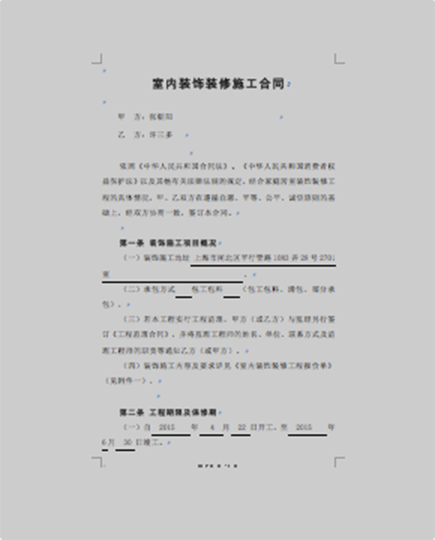 室内装饰装修施工合同
甲 方：张朝阳
乙 方：许三多
依照《中华人民共和国合同法》、《中华人民共和国消费者权
益保护法》以及其他有关法律法规的规定，结合家庭居室装饰装修工
程的具体情况，甲、乙双方在遵循自愿、平等、公平、诚信原则的基
础上，经双方协商一致，签订本合同。
第一条 装饰施工项目概况
（一）装饰施工地址 上海市闸北区平行营路1083弄28号2701
室 。
（二）承包方式 包工包料 （包工包料、清包、部分承
包）。
（三）若本工程实行工程监理，甲方（或乙方）与监理另行签
订《工程监理合同》，并将监理工程师的姓名、单位、联系方式及监
理工程师的职责等通知乙方（或甲方）。
（四）装饰施工内容及要求详见《室内装饰装修工程报价单》
（见附件一）。
第二条 工程期限及保修期
（一）自 2015 年 4 月 22 日开工，至 2015 年
6月 30 日竣工。